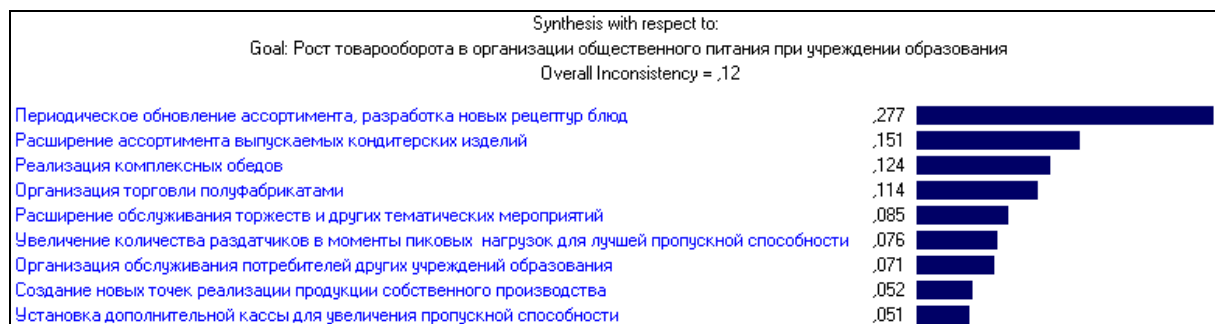 Synthesis with respect to:
Goal: Рост товарооборота в организации общественного питания при учреждении образования
Overall Inconsistency = ,12
Периодическое обновление ассортимента, разработка новых рецептур блюд ,277
Расширение ассортимента выпускаемых кондитерских изделий ,151
Реализация комплексных обедов ,124
Организация торговли полуфабрикатами ,114
Расширение обслуживания торжеств и других тематических мероприятий ,085
Увеличение количества раздатчиков в моменты пиковых нагрузок для лучшей пропускной способности ,076
Организация обслуживания потребителей других учреждений образования ,071
Создание новых точек реализации продукции собственного производства ,052
Установка дополнительной кассы для увеличения пропускной способности ,051